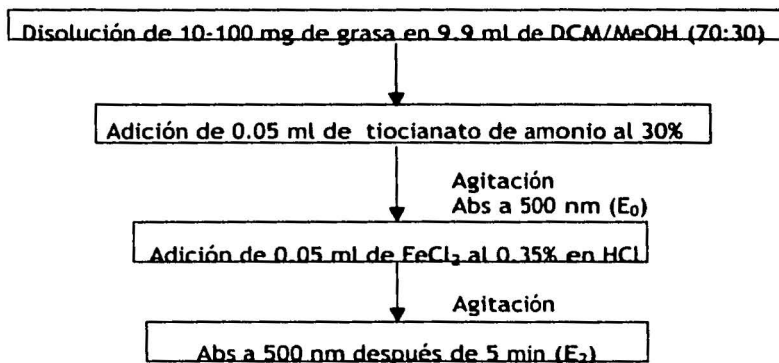 Disolución de 10-100 mg de grasa en 9.9 ml de DCM/MeOH (70:30)
Adición de 0.05 ml de tiocianato de amonio al 30%
Agitación
Abs a 500 nm (E₀)
Adición de 0.05 ml de FeCl₂ al 0.35% en HCl
Agitación
Abs a 500 nm después de 5 min (E₂)